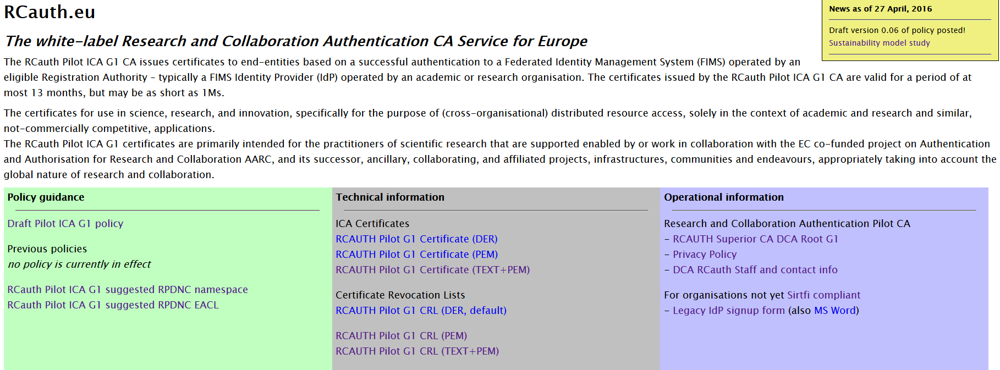 RCauth.eu
The white-label Research and Collaboration Authentication CA Service for Europe
News as of 27 April, 2016
Draft version 0.06 of policy posted!
Sustainability model study
The RCauth Pilot ICA G1 CA issues certificates to end-entities based on a successful authentication to a Federated Identity Management System (FIMS) operated by an
eligible Registration Authority - typically a FIMS Identity Provider (IdP) operated by an academic or research organisation. The certificates issued by the RCauth Pilot ICA G1 CA are valid for a period of at
most 13 months, but may be as short as 1Ms.
The certificates for use in science, research, and innovation, specifically for the purpose of (cross-organisational) distributed resource access, solely in the context of academic and research and similar,
not-commercially competitive, applications.
The RCauth Pilot ICA G1 certificates are primarily intended for the practitioners of scientific research that are supported enabled by or work in collaboration with the EC co-funded project on Authentication
and Authorisation for Research and Collaboration AARC, and its successor, ancillary, collaborating, and affiliated projects, infrastructures, communities and endeavours, appropriately taking into account the
global nature of research and collaboration.
Policy guidance
Draft Pilot ICA G1 policy
Previous policies
no policy is currently in effect
RCauth Pilot ICA G1 suggested RPDNC namespace
RCauth Pilot ICA G1 suggested RPDNC EACL
Technical information
ICA Certificates
RCAUTH Pilot G1 Certificate (DER)
RCAUTH Pilot G1 Certificate (PEM)
RCAUTH Pilot G1 Certificate (TEXT+PEM)
Certificate Revocation Lists
RCAUTH Pilot G1 CRL (DER, default)
RCAUTH Pilot G1 CRL (PEM)
RCAUTH Pilot G1 CRL (TEXT+PEM)
Operational information
Research and Collaboration Authentication Pilot CA
- RCAUTH Superior CA DCA Root G1
- Privacy Policy
- DCA RCauth Staff and contact info
For organisations not yet Sirtfi compliant
- Legacy IdP signup form (also MS Word)